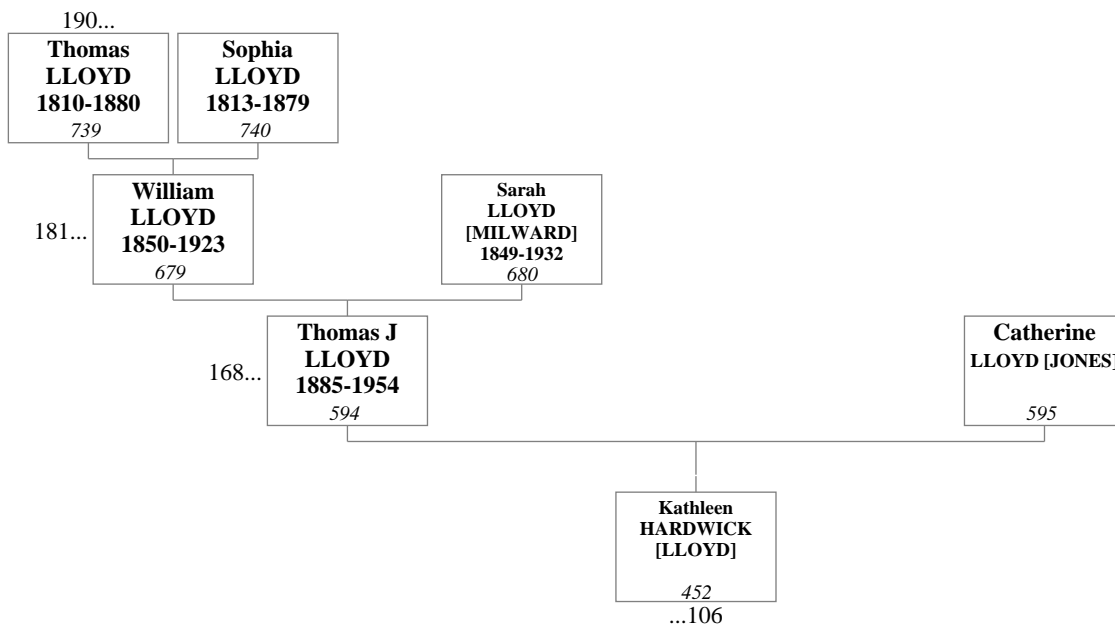 190...
Thomas
LLOYD
1810-1880
739
Sophia
LLOYD
1813-1879
740
181...
William
LLOYD
1850-1923
679
Sarah
LLOYD
[MILWARD]
1849-1932
680
168...
Thomas J
LLOYD
1885-1954
594
Catherine
LLOYD [JONES]
595
Kathleen
HARDWICK
[LLOYD]
452
...106